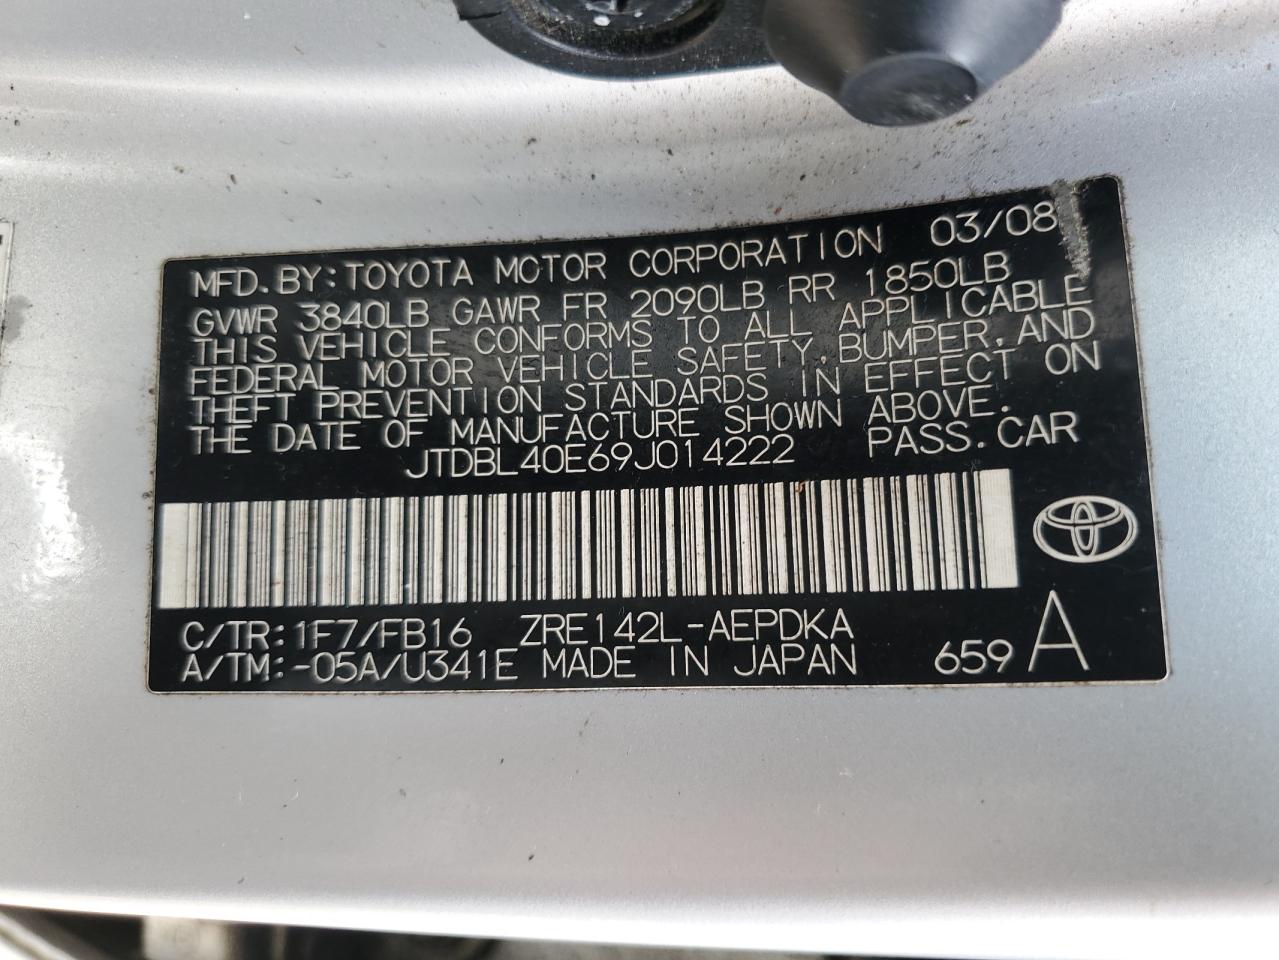 MFD. BY: TOYOTA MOTOR CORPORATION 03/08
GVWR 3840LB GAWR FR 2090LB RR 1850LB
THIS VEHICLE CONFORMS TO ALL APPLICABLE
FEDERAL MOTOR VEHICLE SAFETY, BUMPER, AND
THEFT PREVENTION STANDARDS IN EFFECT ON
THE DATE OF MANUFACTURE SHOWN ABOVE.
JTDBL40E69J014222 PASS. CAR
C/TR: 1F7/FB16 ZRE142L-AEPDKA
A/TM: -05A/U341E MADE IN JAPAN 659 A